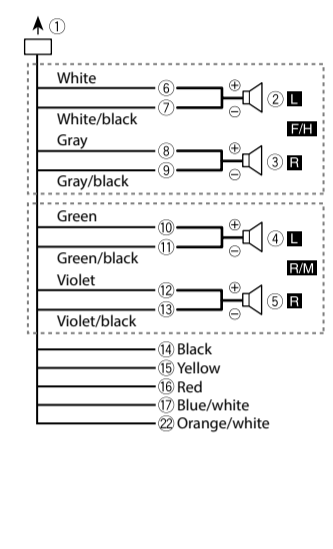 ①
White
⑥ ⊕
⑦ ② L
White/black ⊖
F/H
Gray
⑧ ⊕
⑨ ③ R
Gray/black ⊖
Green
⑩ ⊕
⑪ ④ L
Green/black ⊖
R/M
Violet
⑫ ⊕
⑬ ⑤ R
Violet/black ⊖
⑭ Black
⑮ Yellow
⑯ Red
⑰ Blue/white
㉒ Orange/white